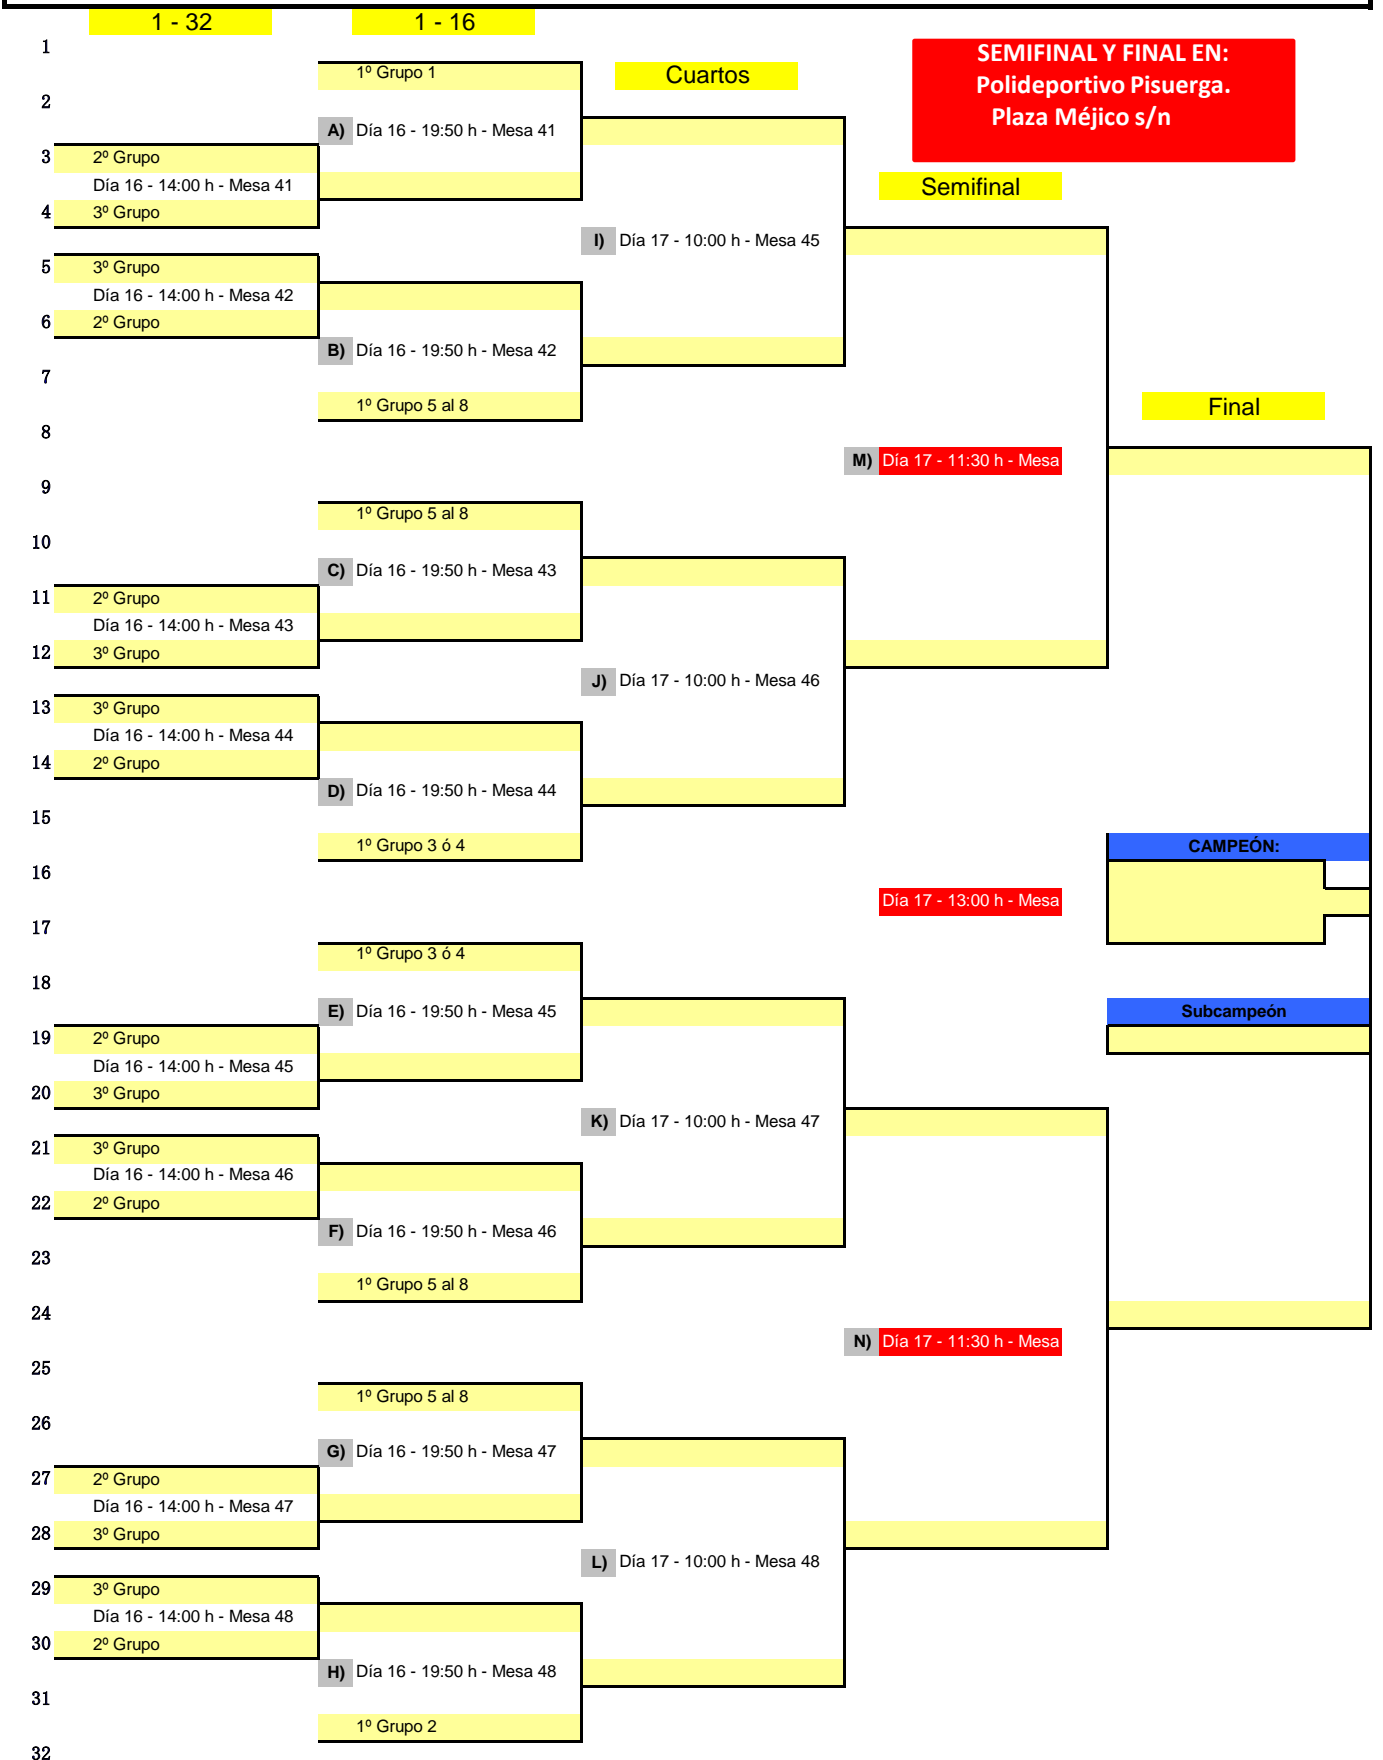 1 - 32
1 - 16
1
1º Grupo 1
Cuartos
SEMIFINAL Y FINAL EN:
Polideportivo Pisuerga.
Plaza Méjico s/n
2
A) Día 16 - 19:50 h - Mesa 41
3 2º Grupo
Día 16 - 14:00 h - Mesa 41
Semifinal
4 3º Grupo
I) Día 17 - 10:00 h - Mesa 45
5 3º Grupo
Día 16 - 14:00 h - Mesa 42
6 2º Grupo
B) Día 16 - 19:50 h - Mesa 42
7
1º Grupo 5 al 8
Final
8
M) Día 17 - 11:30 h - Mesa
9
1º Grupo 5 al 8
10
C) Día 16 - 19:50 h - Mesa 43
11 2º Grupo
Día 16 - 14:00 h - Mesa 43
12 3º Grupo
J) Día 17 - 10:00 h - Mesa 46
13 3º Grupo
Día 16 - 14:00 h - Mesa 44
14 2º Grupo
D) Día 16 - 19:50 h - Mesa 44
15
1º Grupo 3 ó 4
CAMPEÓN:
16
Día 17 - 13:00 h - Mesa
17
1º Grupo 3 ó 4
18
E) Día 16 - 19:50 h - Mesa 45
Subcampeón
19 2º Grupo
Día 16 - 14:00 h - Mesa 45
20 3º Grupo
K) Día 17 - 10:00 h - Mesa 47
21 3º Grupo
Día 16 - 14:00 h - Mesa 46
22 2º Grupo
F) Día 16 - 19:50 h - Mesa 46
23
1º Grupo 5 al 8
24
N) Día 17 - 11:30 h - Mesa
25
1º Grupo 5 al 8
26
G) Día 16 - 19:50 h - Mesa 47
27 2º Grupo
Día 16 - 14:00 h - Mesa 47
28 3º Grupo
L) Día 17 - 10:00 h - Mesa 48
29 3º Grupo
Día 16 - 14:00 h - Mesa 48
30 2º Grupo
H) Día 16 - 19:50 h - Mesa 48
31
1º Grupo 2
32